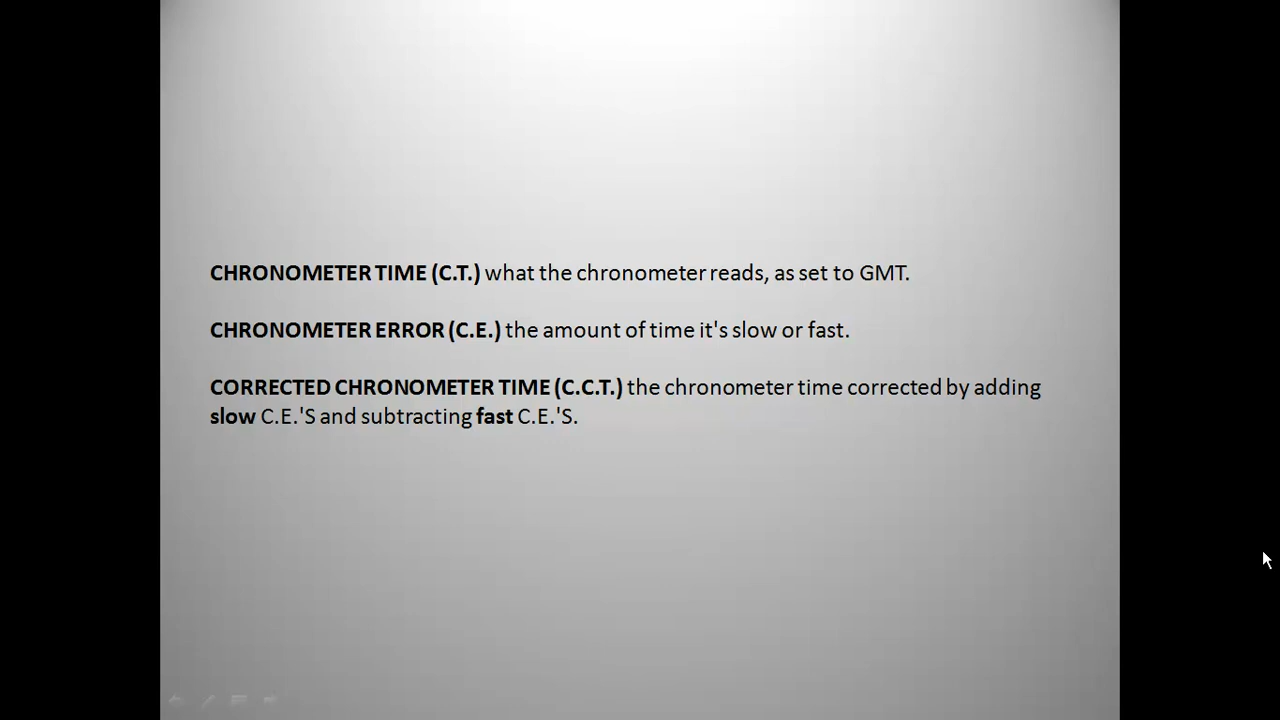 CHRONOMETER TIME (C.T.) what the chronometer reads, as set to GMT.
CHRONOMETER ERROR (C.E.) the amount of time it's slow or fast.
CORRECTED CHRONOMETER TIME (C.C.T.) the chronometer time corrected by adding
slow C.E.'S and subtracting fast C.E.'S.